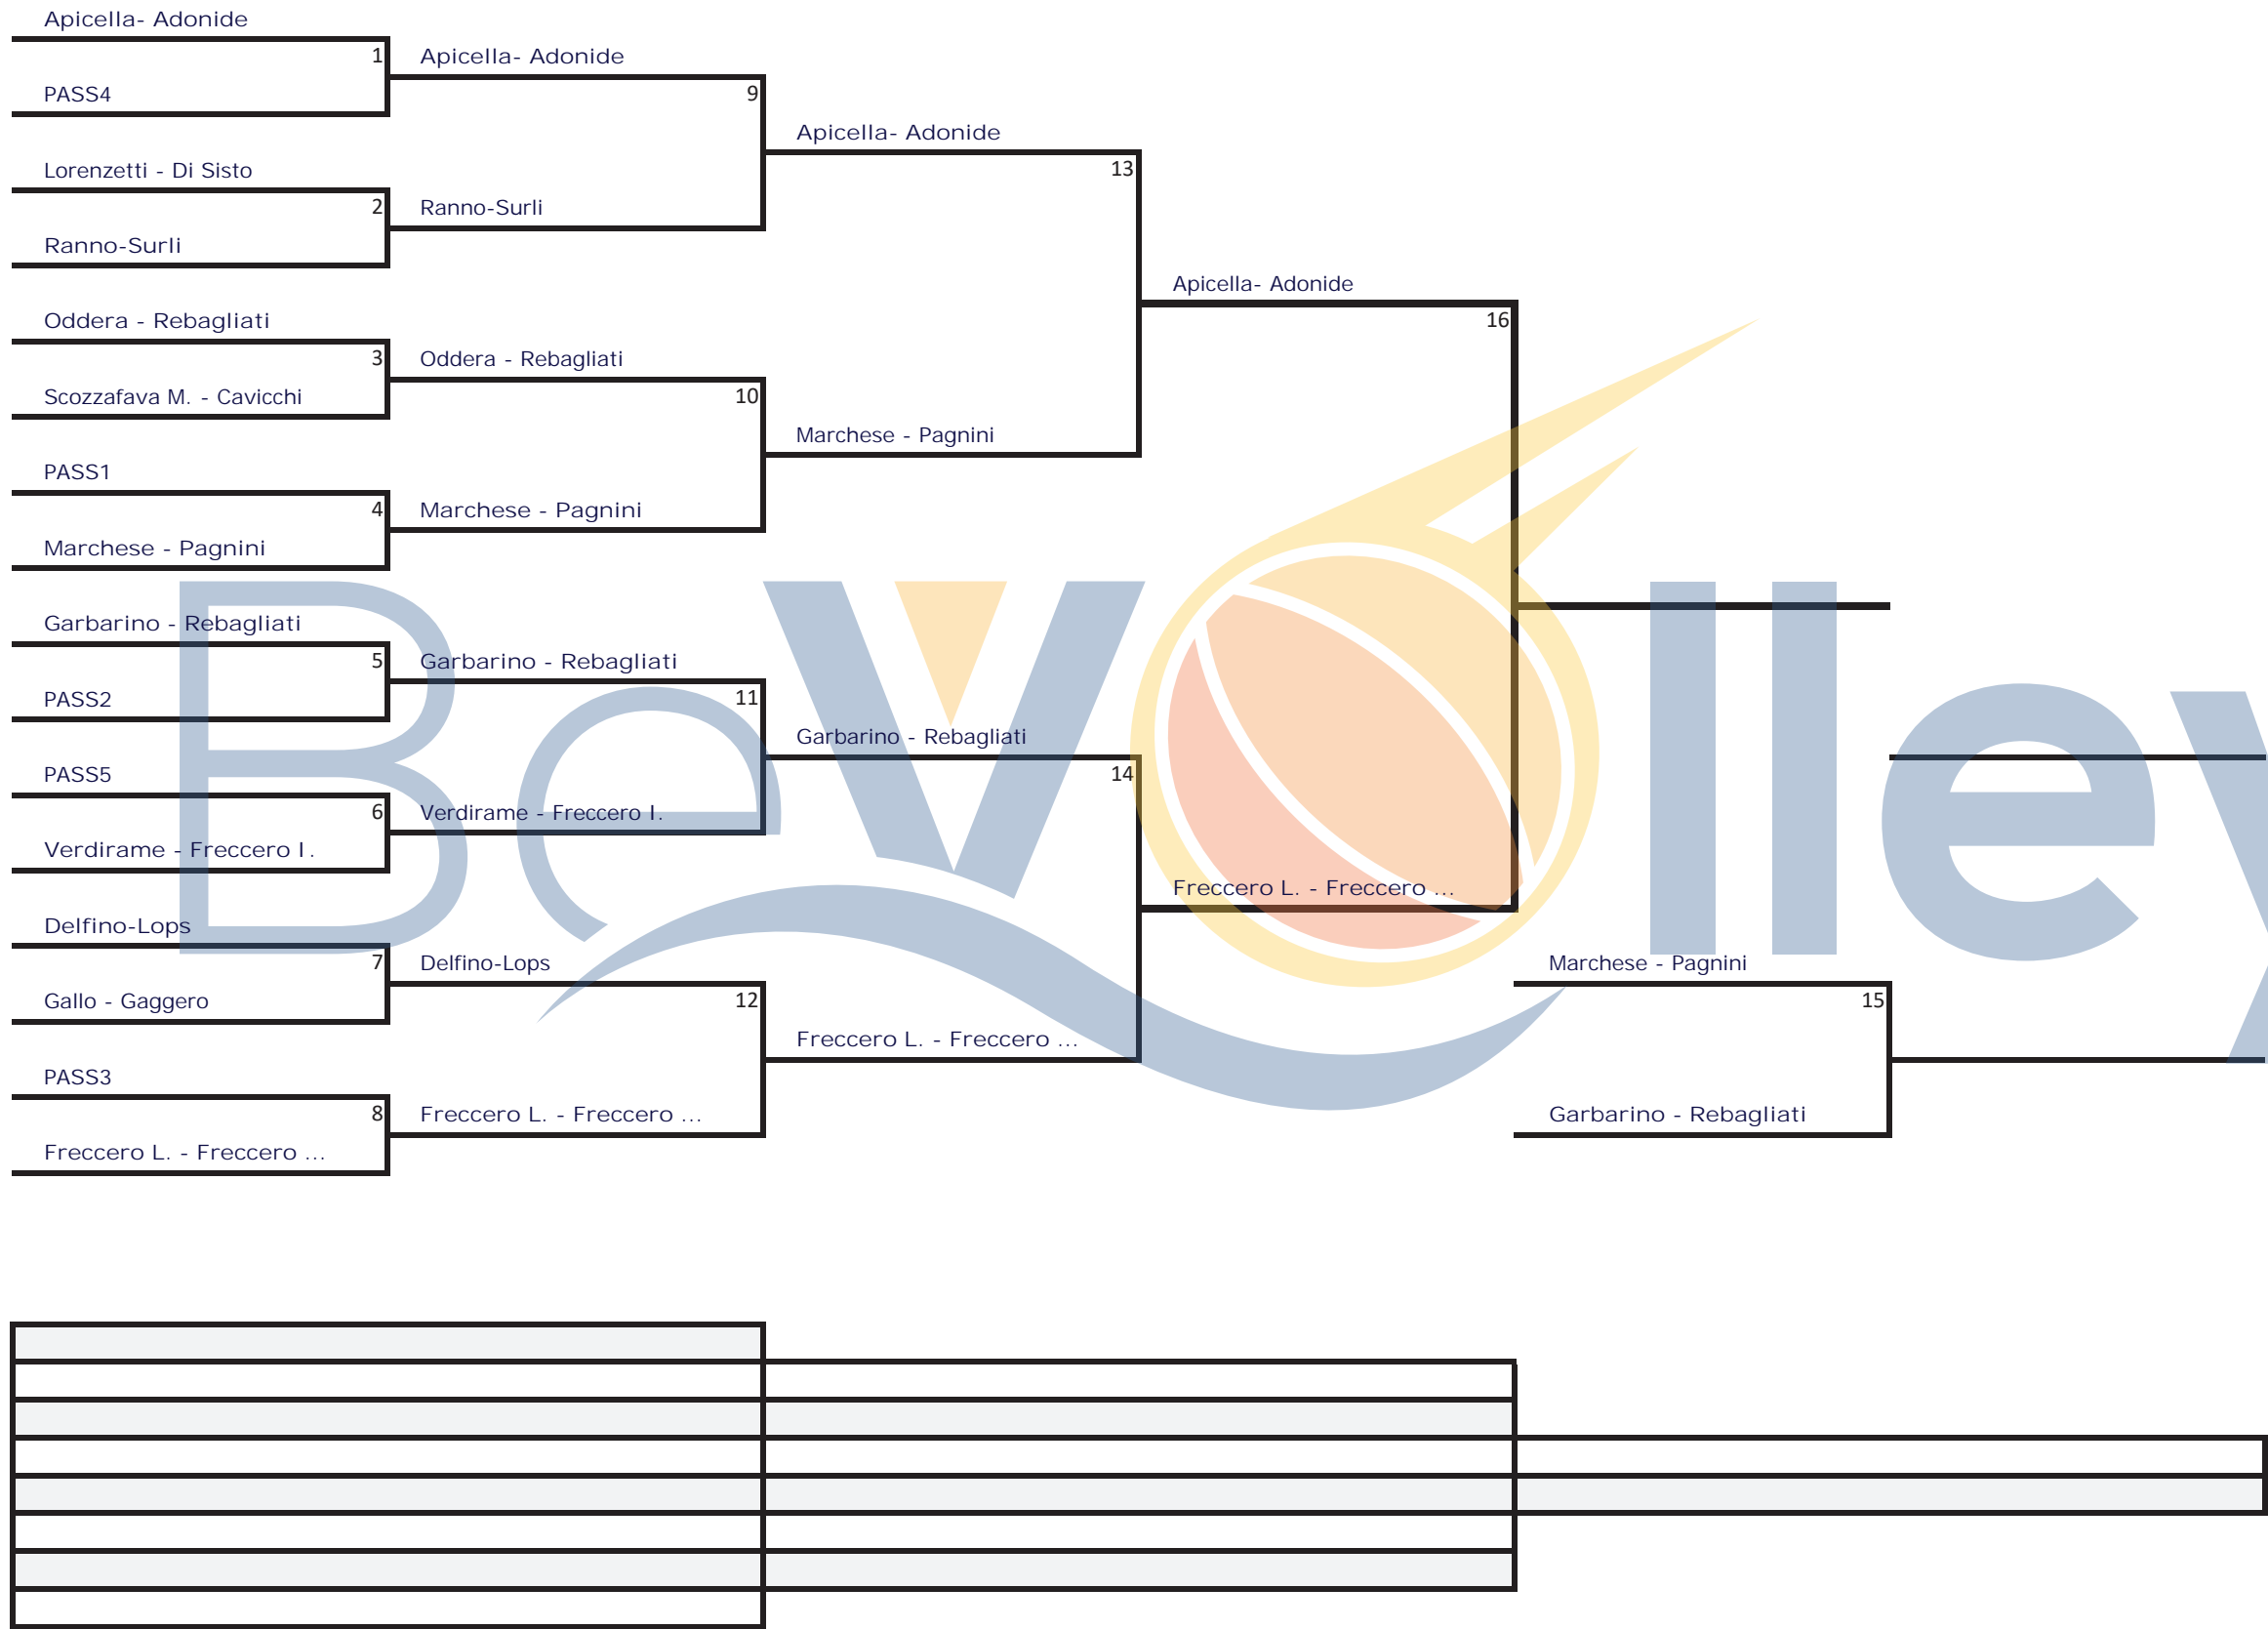 Apicella- Adonide
1
PASS4
Lorenzetti - Di Sisto
2
Ranno-Surli
Oddera - Rebagliati
3
Scozzafava M. - Cavicchi
PASS1
4
Marchese - Pagnini
Garbarino - Rebagliati
5
PASS2
PASS5
6
Verdirame - Freccero I.
Delfino-Lops
7
Gallo - Gaggero
PASS3
8
Freccero L. - Freccero ...
Apicella- Adonide
9
Ranno-Surli
Oddera - Rebagliati
10
Marchese - Pagnini
Garbarino - Rebagliati
11
Verdirame - Freccero I.
Delfino-Lops
12
Freccero L. - Freccero ...
Apicella- Adonide
13
Marchese - Pagnini
Garbarino - Rebagliati
14
Freccero L. - Freccero ...
Apicella- Adonide
16
Freccero L. - Freccero ...
Marchese - Pagnini
15
Garbarino - Rebagliati
BeVolley